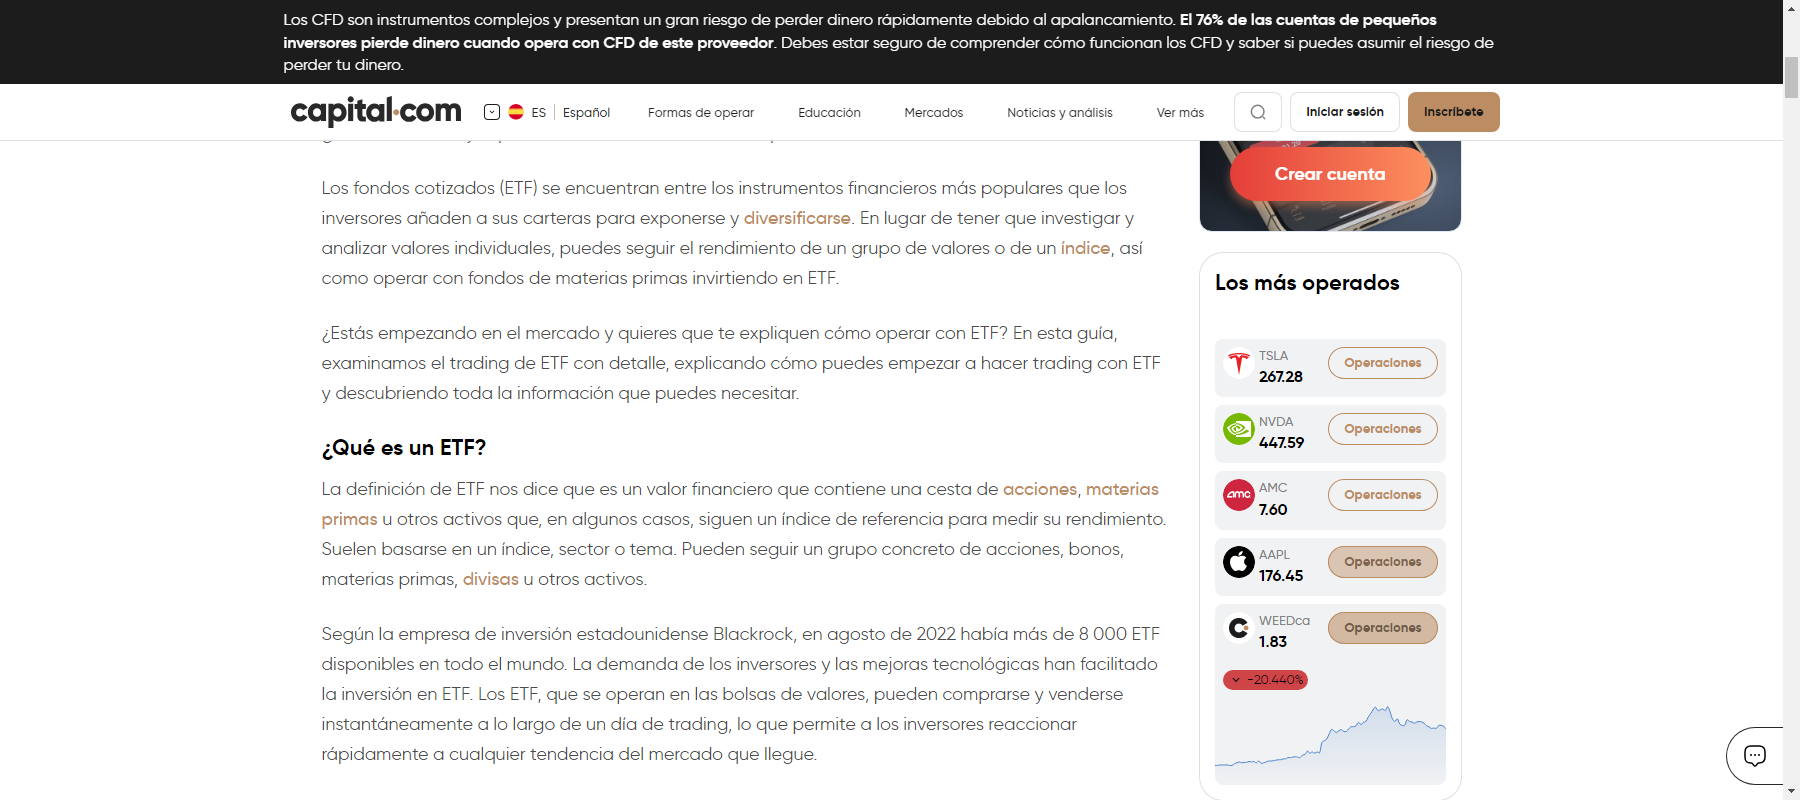 Los CFD son instrumentos complejos y presentan un gran riesgo de perder dinero rápidamente debido al apalancamiento. El 76% de las cuentas de pequeños
inversores pierde dinero cuando opera con CFD de este proveedor. Debes estar seguro de comprender cómo funcionan los CFD y saber si puedes asumir el riesgo de
perder tu dinero.
capital.com
ES Español
Formas de operar
Educación
Mercados
Noticias y análisis
Ver más
Iniciar sesión
Inscríbete
Los fondos cotizados (ETF) se encuentran entre los instrumentos financieros más populares que los
inversores añaden a sus carteras para exponerse y diversificarse. En lugar de tener que investigar y
analizar valores individuales, puedes seguir el rendimiento de un grupo de valores o de un índice, así
como operar con fondos de materias primas invirtiendo en ETF.
¿Estás empezando en el mercado y quieres que te expliquen cómo operar con ETF? En esta guía,
examinamos el trading de ETF con detalle, explicando cómo puedes empezar a hacer trading con ETF
y descubriendo toda la información que puedes necesitar.
¿Qué es un ETF?
La definición de ETF nos dice que es un valor financiero que contiene una cesta de acciones, materias
primas u otros activos que, en algunos casos, siguen un índice de referencia para medir su rendimiento.
Suelen basarse en un índice, sector o tema. Pueden seguir un grupo concreto de acciones, bonos,
materias primas, divisas u otros activos.
Según la empresa de inversión estadounidense Blackrock, en agosto de 2022 había más de 8 000 ETF
disponibles en todo el mundo. La demanda de los inversores y las mejoras tecnológicas han facilitado
la inversión en ETF. Los ETF, que se operan en las bolsas de valores, pueden comprarse y venderse
instantáneamente a lo largo de un día de trading, lo que permite a los inversores reaccionar
rápidamente a cualquier tendencia del mercado que llegue.
Crear cuenta
Los más operados
TSLA
267.28
Operaciones
NVDA
447.59
Operaciones
amc
AMC
7.60
Operaciones
AAPL
176.45
Operaciones
WEEDca
1.83
Operaciones
-20.440%